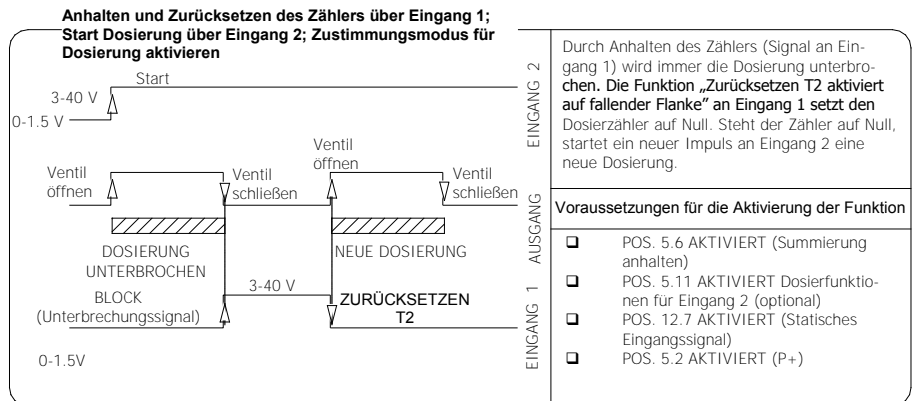 Anhalten und Zurücksetzen des Zählers über Eingang 1;
Start Dosierung über Eingang 2; Zustimmungsmodus für
Dosierung aktivieren
Start
3-40 V
0-1.5 V
EINGANG 2
Ventil
öffnen
Ventil
schließen
Ventil
öffnen
Ventil
schließen
AUSGANG
DOSIERUNG
UNTERBROCHEN
NEUE DOSIERUNG
BLOCK
(Unterbrechungssignal)
3-40 V
ZURÜCKSETZEN
T2
0-1.5V
EINGANG 1
Durch Anhalten des Zählers (Signal an Ein-
gang 1) wird immer die Dosierung unterbro-
chen. Die Funktion „Zurücksetzen T2 aktiviert
auf fallender Flanke” an Eingang 1 setzt den
Dosierzähler auf Null. Steht der Zähler auf Null,
startet ein neuer Impuls an Eingang 2 eine
neue Dosierung.
Voraussetzungen für die Aktivierung der Funktion
❑ POS. 5.6 AKTIVIERT (Summierung
anhalten)
❑ POS. 5.11 AKTIVIERT Dosierfunktio-
nen für Eingang 2 (optional)
❑ POS. 12.7 AKTIVIERT (Statisches
Eingangssignal)
❑ POS. 5.2 AKTIVIERT (P+)